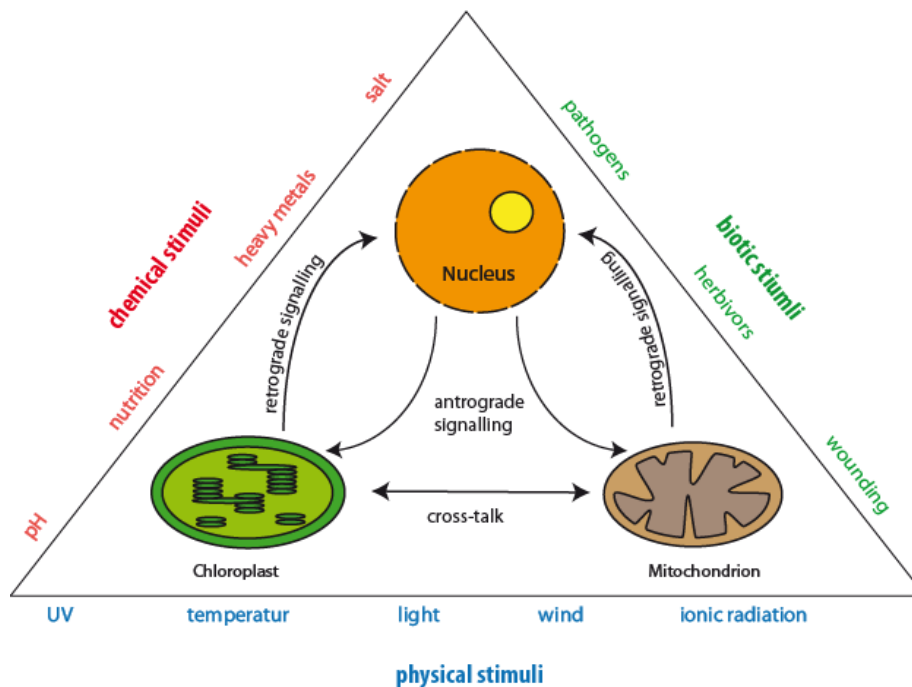 salt
pathogens
heavy metals
chemical stimuli
biotic stiumli
Nucleus
herbivors
retrograde signalling
retrograde signalling
nutrition
antrograde
signalling
wounding
pH
cross-talk
Chloroplast
Mitochondrion
UV
temperatur
light
wind
ionic radiation
physical stimuli